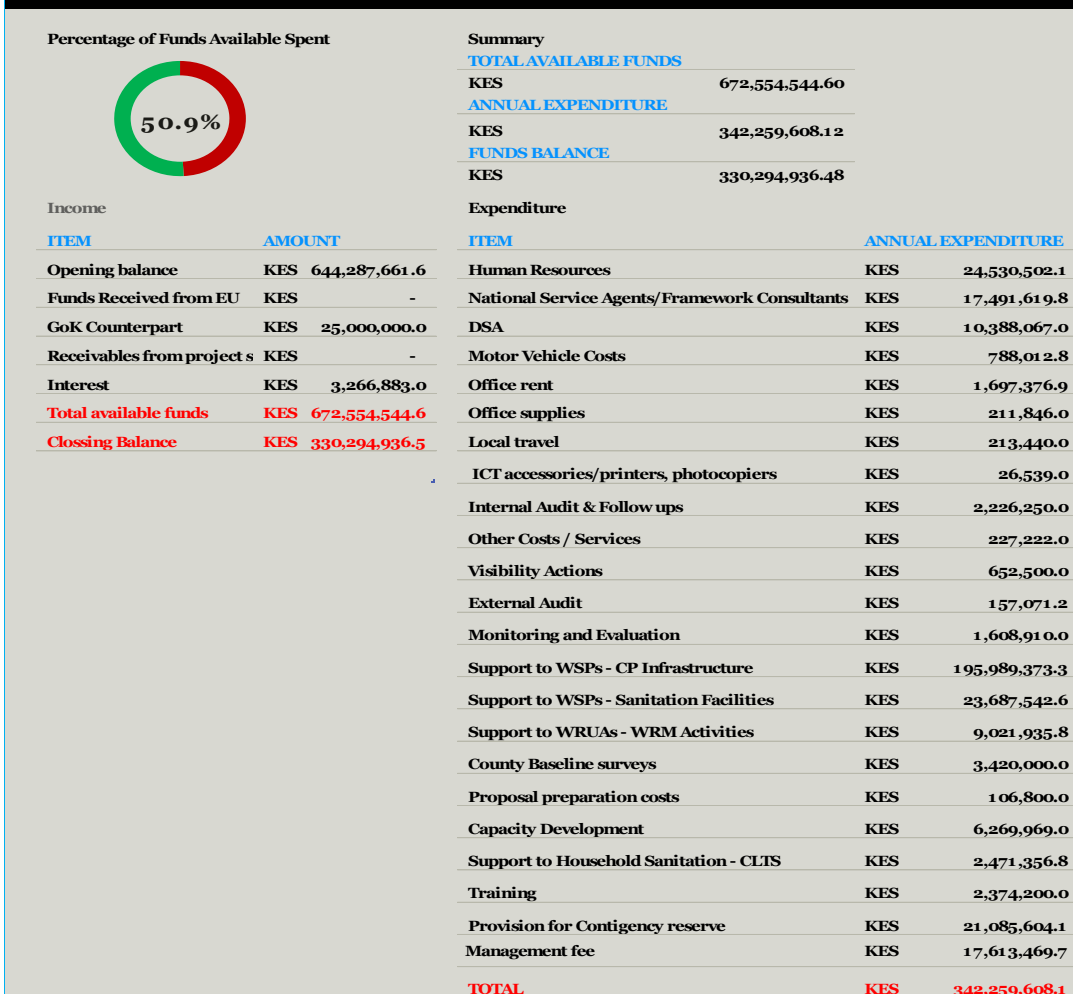 Percentage of Funds Available Spent
50.9%
Summary
TOTAL AVAILABLE FUNDS
KES 672,554,544.60
ANNUAL EXPENDITURE
KES 342,259,608.12
FUNDS BALANCE
KES 330,294,936.48
Income
ITEM AMOUNT
Opening balance KES 644,287,661.6
Funds Received from EU KES -
GoK Counterpart KES 25,000,000.0
Receivables from project s KES -
Interest KES 3,266,883.0
Total available funds KES 672,554,544.6
Clossing Balance KES 330,294,936.5
Expenditure
ITEM ANNUAL EXPENDITURE
Human Resources KES 24,530,502.1
National Service Agents/Framework Consultants KES 17,491,619.8
DSA KES 10,388,067.0
Motor Vehicle Costs KES 788,012.8
Office rent KES 1,697,376.9
Office supplies KES 211,846.0
Local travel KES 213,440.0
ICT accessories/printers, photocopiers KES 26,539.0
Internal Audit & Follow ups KES 2,226,250.0
Other Costs / Services KES 227,222.0
Visibility Actions KES 652,500.0
External Audit KES 157,071.2
Monitoring and Evaluation KES 1,608,910.0
Support to WSPs - CP Infrastructure KES 195,989,373.3
Support to WSPs - Sanitation Facilities KES 23,687,542.6
Support to WRUAs - WRM Activities KES 9,021,935.8
County Baseline surveys KES 3,420,000.0
Proposal preparation costs KES 106,800.0
Capacity Development KES 6,269,969.0
Support to Household Sanitation - CLTS KES 2,471,356.8
Training KES 2,374,200.0
Provision for Contigency reserve KES 21,085,604.1
Management fee KES 17,613,469.7
TOTAL KES 342,259,608.1